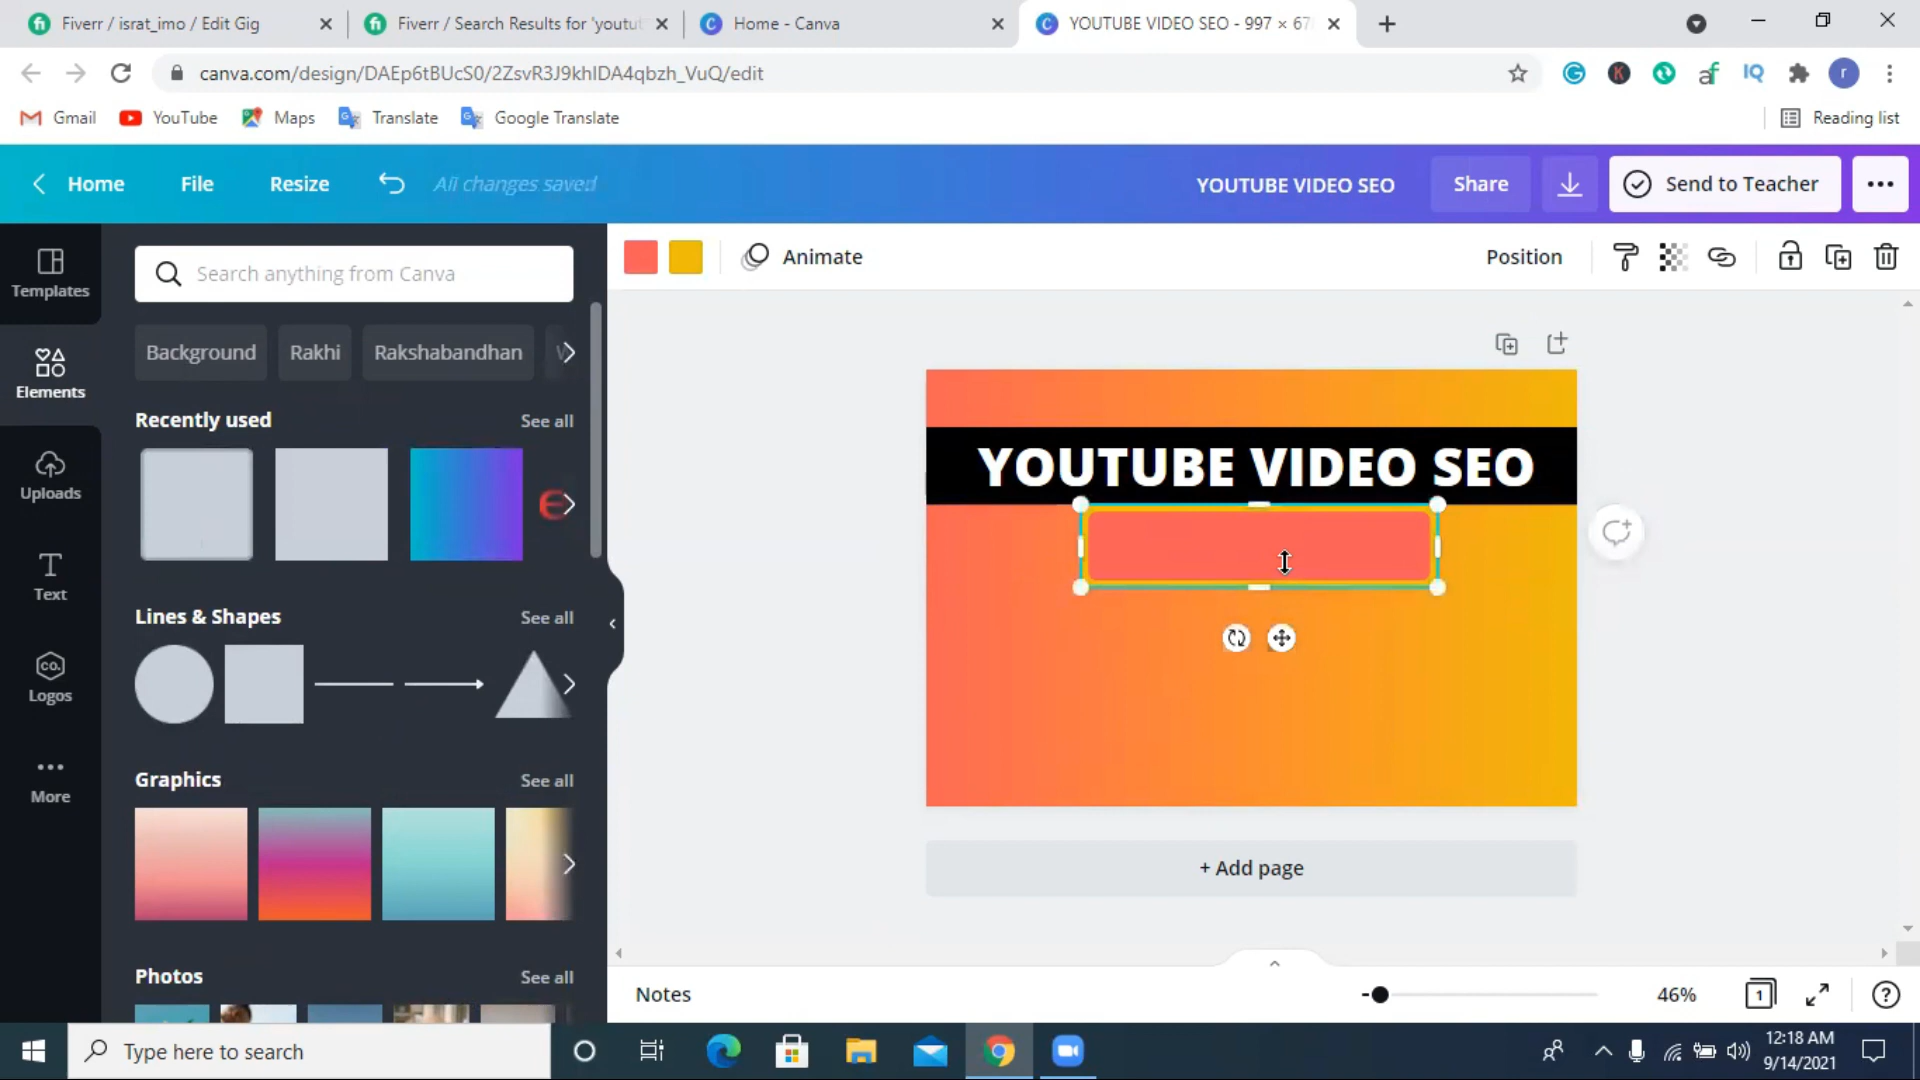 Fiverr / israt_imo / Edit Gig
Fiverr / Search Results for 'youtu
Home - Canva
YOUTUBE VIDEO SEO - 997 × 67
canva.com/design/DAEp6tBUcS0/2ZsvR3J9khIDA4qbzh_VuQ/edit
IQ
r
Gmail
YouTube
Maps
Translate
Google Translate
Reading list
Home
File
Resize
All changes saved
YOUTUBE VIDEO SEO
Share
Send to Teacher
Templates
Elements
Uploads
Text
CO.
Logos
More
Search anything from Canva
Background
Rakhi
Rakshabandhan
Recently used
See all
Lines & Shapes
See all
Graphics
See all
Photos
See all
Animate
Position
YOUTUBE VIDEO SEO
+ Add page
Notes
46%
1
Type here to search
12:18 AM
9/14/2021